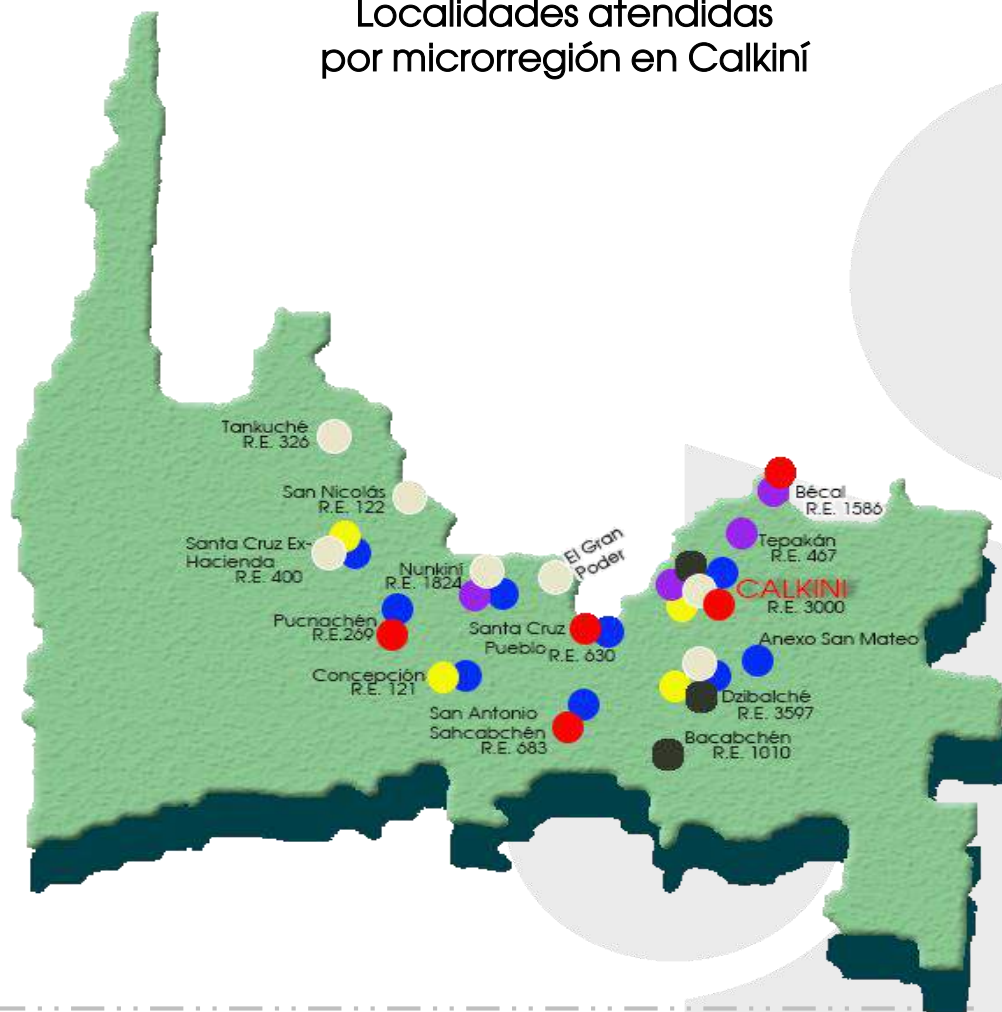 Localidades atendidas
por microrregión en Calkiní
Tankuché
R.E. 326
San Nicolás
R.E. 122
Santa Cruz Ex-
Hacienda
R.E. 400
Nunkiní
R.E. 1824
El Gran
Poder
Bécal
R.E. 1586
Tepakán
R.E. 467
CALKINI
R.E. 3000
Pucnachén
R.E.269
Santa Cruz
Pueblo
R.E. 630
Anexo San Mateo
Concepción
R.E. 121
Dzibalché
R.E. 3597
San Antonio
Sahcabchén
R.E. 683
Bacabchén
R.E. 1010